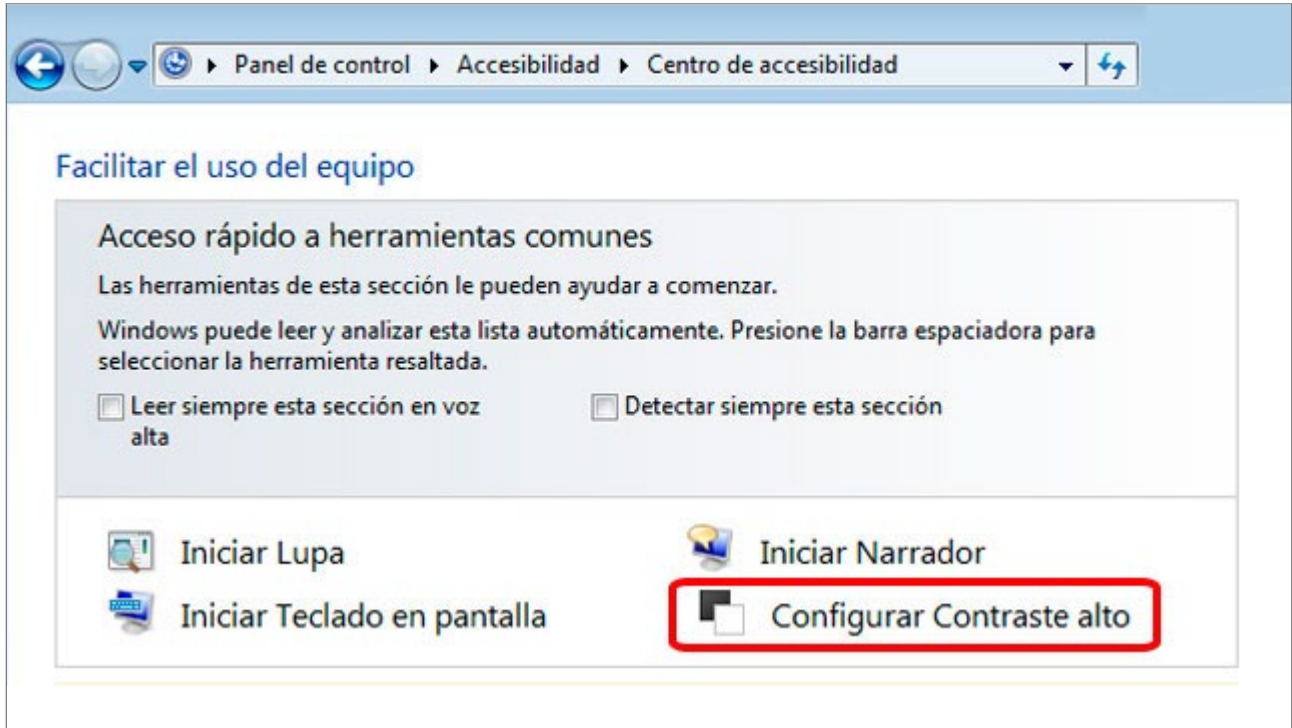 Panel de control Accesibilidad Centro de accesibilidad
Facilitar el uso del equipo
Acceso rápido a herramientas comunes
Las herramientas de esta sección le pueden ayudar a comenzar.
Windows puede leer y analizar esta lista automáticamente. Presione la barra espaciadora para
seleccionar la herramienta resaltada.
Leer siempre esta sección en voz
alta
Detectar siempre esta sección
Iniciar Lupa
Iniciar Narrador
Iniciar Teclado en pantalla
Configurar Contraste alto